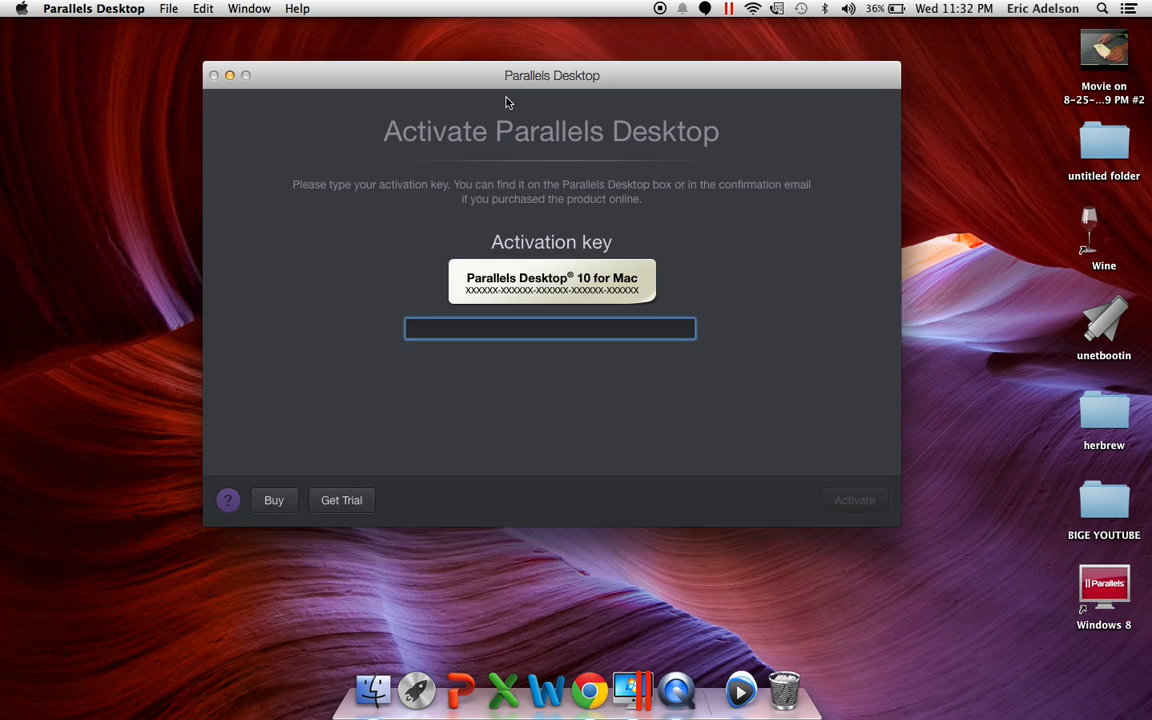 Parallels Desktop File Edit Window Help 36% Wed 11:32 PM Eric Adelson
Parallels Desktop
Activate Parallels Desktop
Please type your activation key. You can find it on the Parallels Desktop box or in the confirmation email
if you purchased the product online.
Activation key
Parallels Desktop® 10 for Mac
XXXXXX-XXXXXX-XXXXXX-XXXXXX-XXXXXX
? Buy Get Trial Activate
Movie on
8-25-...9 PM #2
untitled folder
Wine
unetbootin
herbrew
BIGE YOUTUBE
Parallels
Windows 8